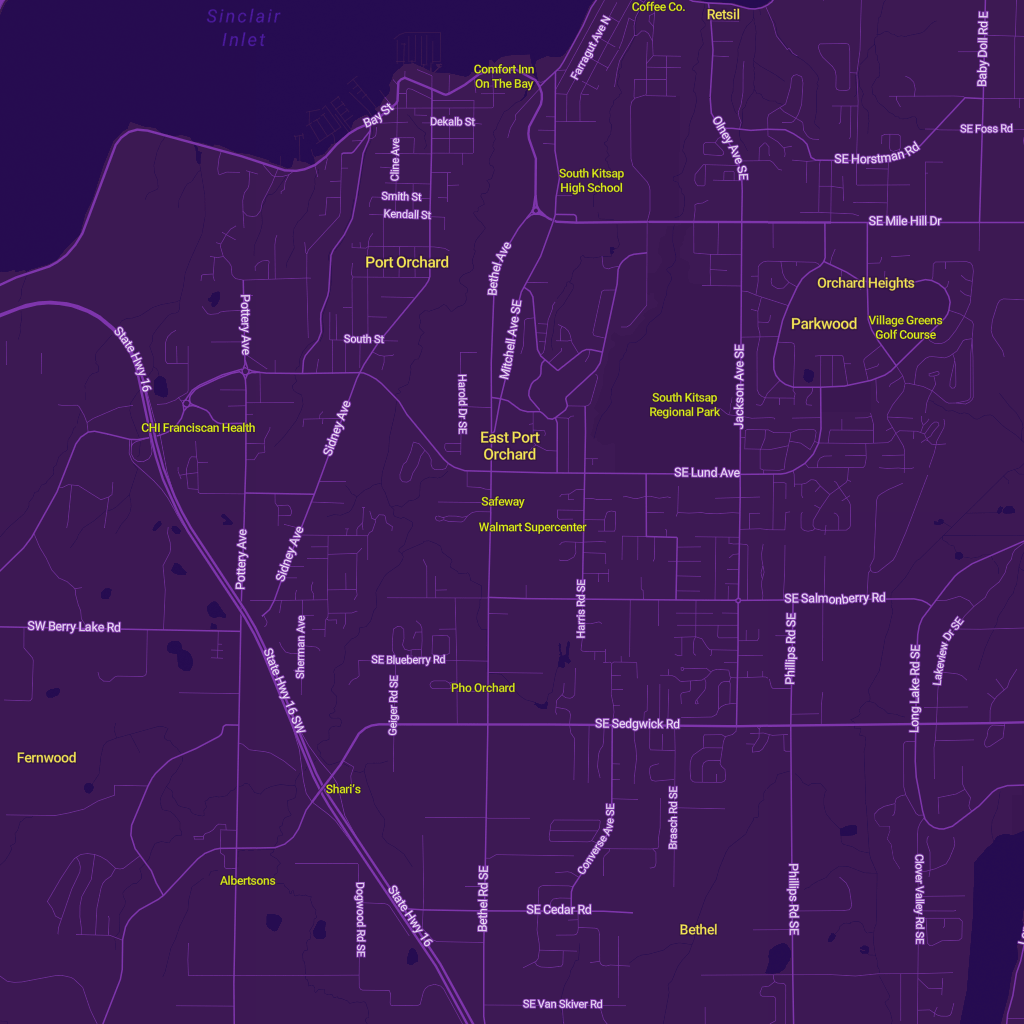 Sinclair
Inlet
Coffee Co.
Retsil
Farragut Ave N
Baby Doll Rd E
Comfort Inn
On The Bay
Bay St
Dekalb St
Olney Ave SE
SE Foss Rd
Cline Ave
SE Horstman Rd
South Kitsap
High School
Smith St
Kendall St
SE Mile Hill Dr
Port Orchard
Bethel Ave
Orchard Heights
Pottery Ave
Parkwood
Village Greens
Golf Course
State Hwy 16
South St
Mitchell Ave SE
Jackson Ave SE
Harold Dr SE
South Kitsap
Regional Park
Sidney Ave
CHI Franciscan Health
East Port
Orchard
SE Lund Ave
Safeway
Walmart Supercenter
Pottery Ave
Sidney Ave
Harris Rd SE
SE Salmonberry Rd
SW Berry Lake Rd
Sherman Ave
Phillips Rd SE
Lakeview Dr SE
SE Blueberry Rd
State Hwy 16 SW
Geiger Rd SE
Pho Orchard
Long Lake Rd SE
SE Sedgwick Rd
Fernwood
Shari's
Converse Ave SE
Brasch Rd SE
Albertsons
Dogwood Rd SE
State Hwy 16
Bethel Rd SE
SE Cedar Rd
Phillips Rd SE
Clover Valley Rd SE
Bethel
SE Van Skiver Rd